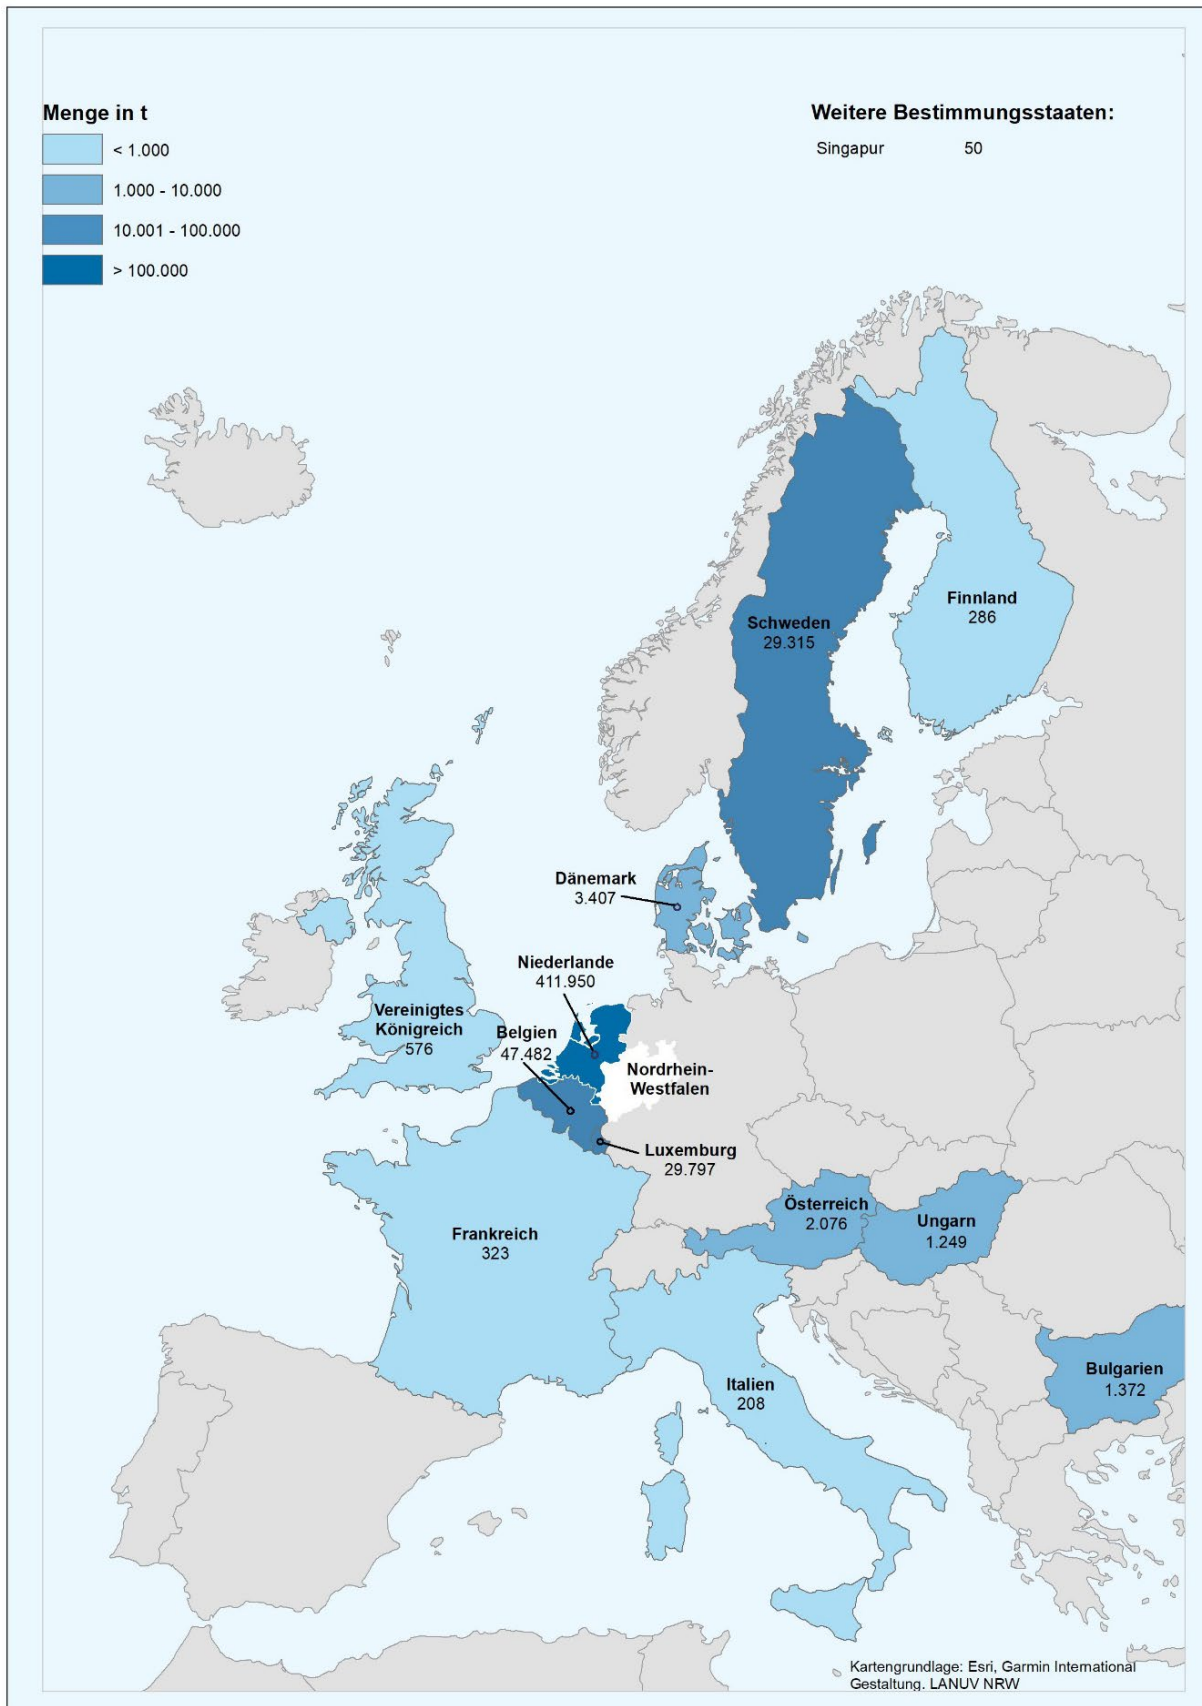 Menge in t
< 1.000
1.000 - 10.000
10.001 - 100.000
> 100.000
Weitere Bestimmungsstaaten:
Singapur 50
Finnland
286
Schweden
29.315
Dänemark
3.407
Niederlande
411.950
Vereinigtes
Königreich
576
Belgien
47.482
Nordrhein-
Westfalen
Luxemburg
29.797
Österreich
2.076
Ungarn
1.249
Frankreich
323
Bulgarien
1.372
Italien
208
Kartengrundlage: Esri, Garmin International
Gestaltung. LANUV NRW